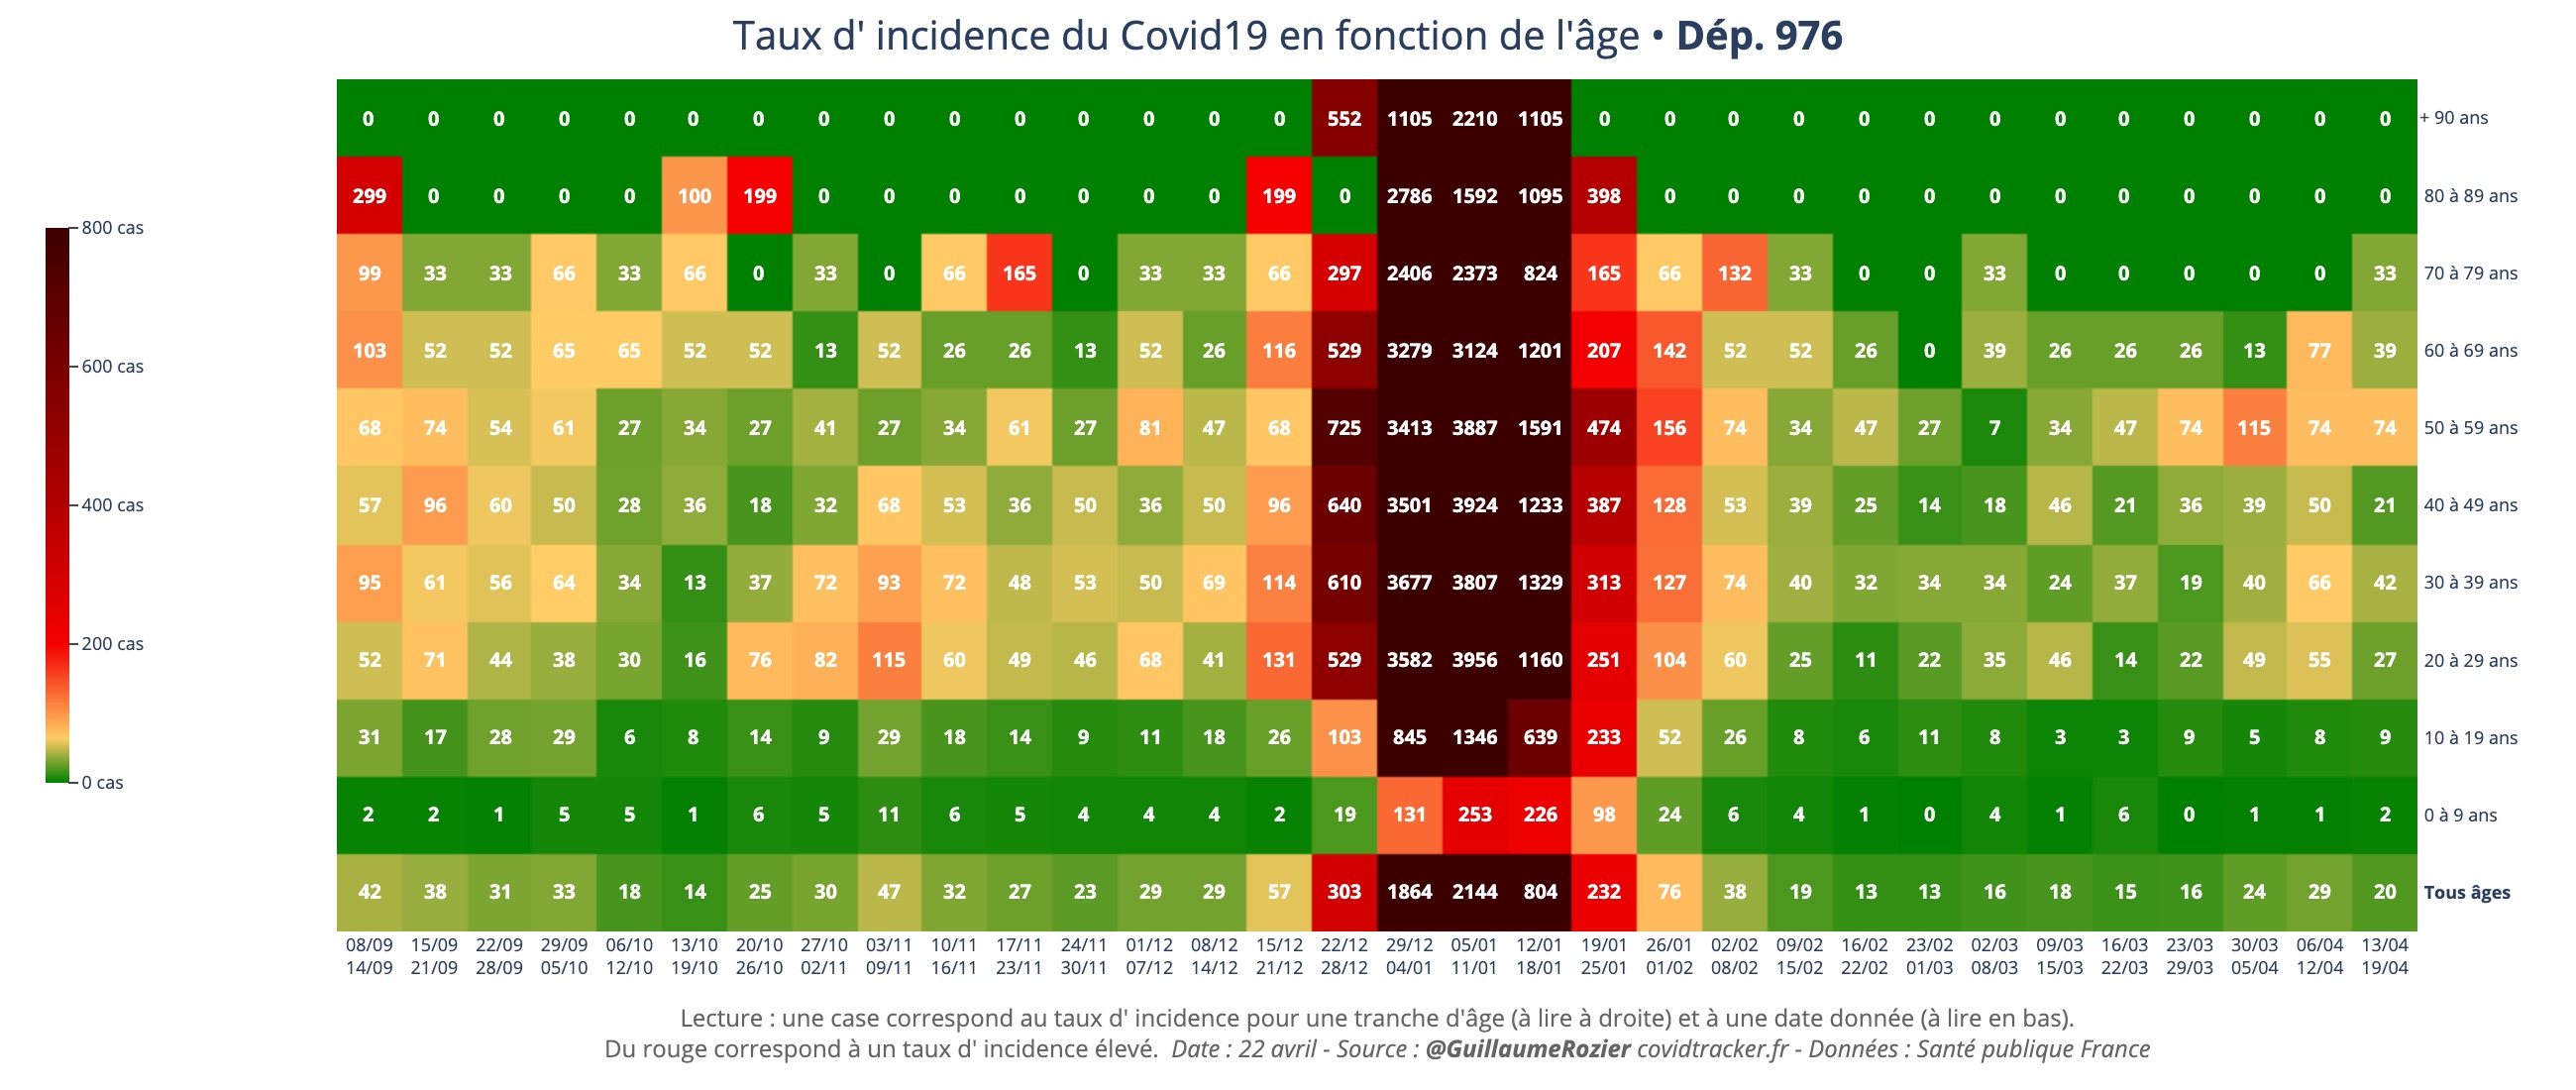 Taux d' incidence du Covid19 en fonction de l'âge • Dép. 976
800 cas
600 cas
400 cas
200 cas
0 cas
0 0 0 0 0 0 0 0 0 0 0 0 0 0 0 552 1105 2210 1105 0 0 0 0 0 0 0 0 0 0 0 0 0 + 90 ans
299 0 0 0 0 100 199 0 0 0 0 0 0 0 199 0 2786 1592 1095 398 0 0 0 0 0 0 0 0 0 0 0 0 80 à 89 ans
99 33 33 66 33 66 0 33 0 66 165 0 33 33 66 297 2406 2373 824 165 66 132 33 0 0 33 0 0 0 0 0 33 70 à 79 ans
103 52 52 65 65 52 52 13 52 26 26 13 52 26 116 529 3279 3124 1201 207 142 52 52 26 0 39 26 26 26 13 77 39 60 à 69 ans
68 74 54 61 27 34 27 41 27 34 61 27 81 47 68 725 3413 3887 1591 474 156 74 34 47 27 7 34 47 74 115 74 74 50 à 59 ans
57 96 60 50 28 36 18 32 68 53 36 50 36 50 96 640 3501 3924 1233 387 128 53 39 25 14 18 46 21 36 39 50 21 40 à 49 ans
95 61 56 64 34 13 37 72 93 72 48 53 50 69 114 610 3677 3807 1329 313 127 74 40 32 34 34 24 37 19 40 66 42 30 à 39 ans
52 71 44 38 30 16 76 82 115 60 49 46 68 41 131 529 3582 3956 1160 251 104 60 25 11 22 35 46 14 22 49 55 27 20 à 29 ans
31 17 28 29 6 8 14 9 29 18 14 9 11 18 26 103 845 1346 639 233 52 26 8 6 11 8 3 3 9 5 8 9 10 à 19 ans
2 2 1 5 5 1 6 5 11 6 5 4 4 4 2 19 131 253 226 98 24 6 4 1 0 4 1 6 0 1 1 2 0 à 9 ans
42 38 31 33 18 14 25 30 47 32 27 23 29 29 57 303 1864 2144 804 232 76 38 19 13 13 16 18 15 16 24 29 20 Tous âges
08/09 15/09 22/09 29/09 06/10 13/10 20/10 27/10 03/11 10/11 17/11 24/11 01/12 08/12 15/12 22/12 29/12 05/01 12/01 19/01 26/01 02/02 09/02 16/02 23/02 02/03 09/03 16/03 23/03 30/03 06/04 13/04
14/09 21/09 28/09 05/10 12/10 19/10 26/10 02/11 09/11 16/11 23/11 30/11 07/12 14/12 21/12 28/12 04/01 11/01 18/01 25/01 01/02 08/02 15/02 22/02 01/03 08/03 15/03 22/03 29/03 05/04 12/04 19/04
Lecture : une case correspond au taux d' incidence pour une tranche d'âge (à lire à droite) et à une date donnée (à lire en bas).
Du rouge correspond à un taux d' incidence élevé. Date : 22 avril - Source : @GuillaumeRozier covidtracker.fr - Données : Santé publique France